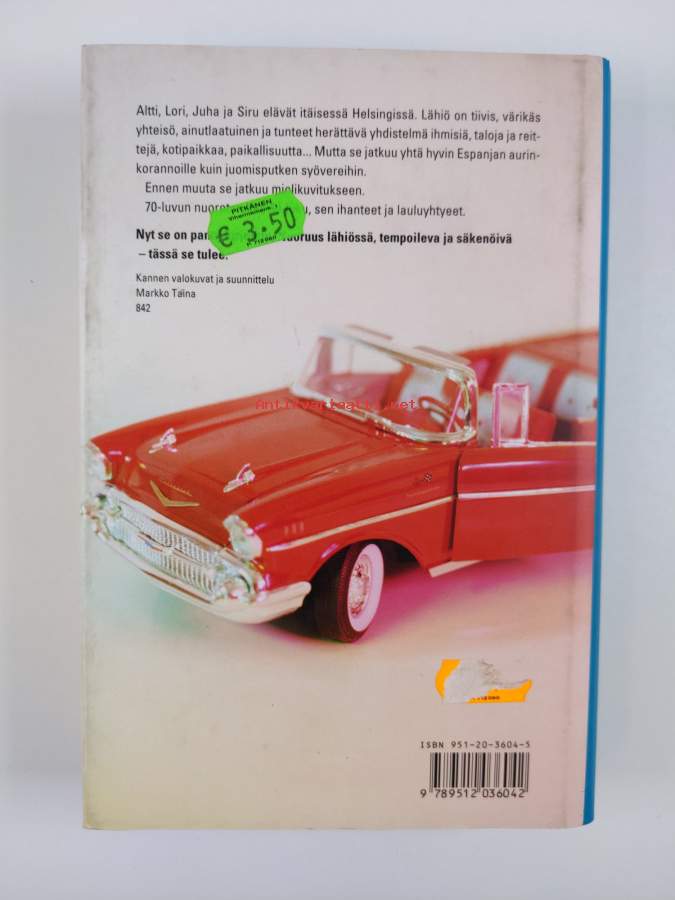 Altti, Lori, Juha ja Siru elävät itäisessä Helsingissä. Lähiö on tiivis, värikäs
yhteisö, ainutlaatuinen ja tunteet herättävä yhdistelmä ihmisiä, taloja ja reit-
tejä, kotipaikkaa, paikallisuutta... Mutta se jatkuu yhtä hyvin Espanjan aurin-
korannoille kuin juomisputken syövereihin.
Ennen muuta se jatkuu mielikuvitukseen.
70-luvun sen ihanteet ja lauluyhtyeet.
PITKÄNEN
€ 3.50
Nyt se on lähiössä, tempoileva ja säkenöivä
– tässä se tulee.
Kannen valokuvat ja suunnittelu
Markko Taina
842
Antikvariaatti.net
ISBN 951-20-3604-5
9 789512 036042